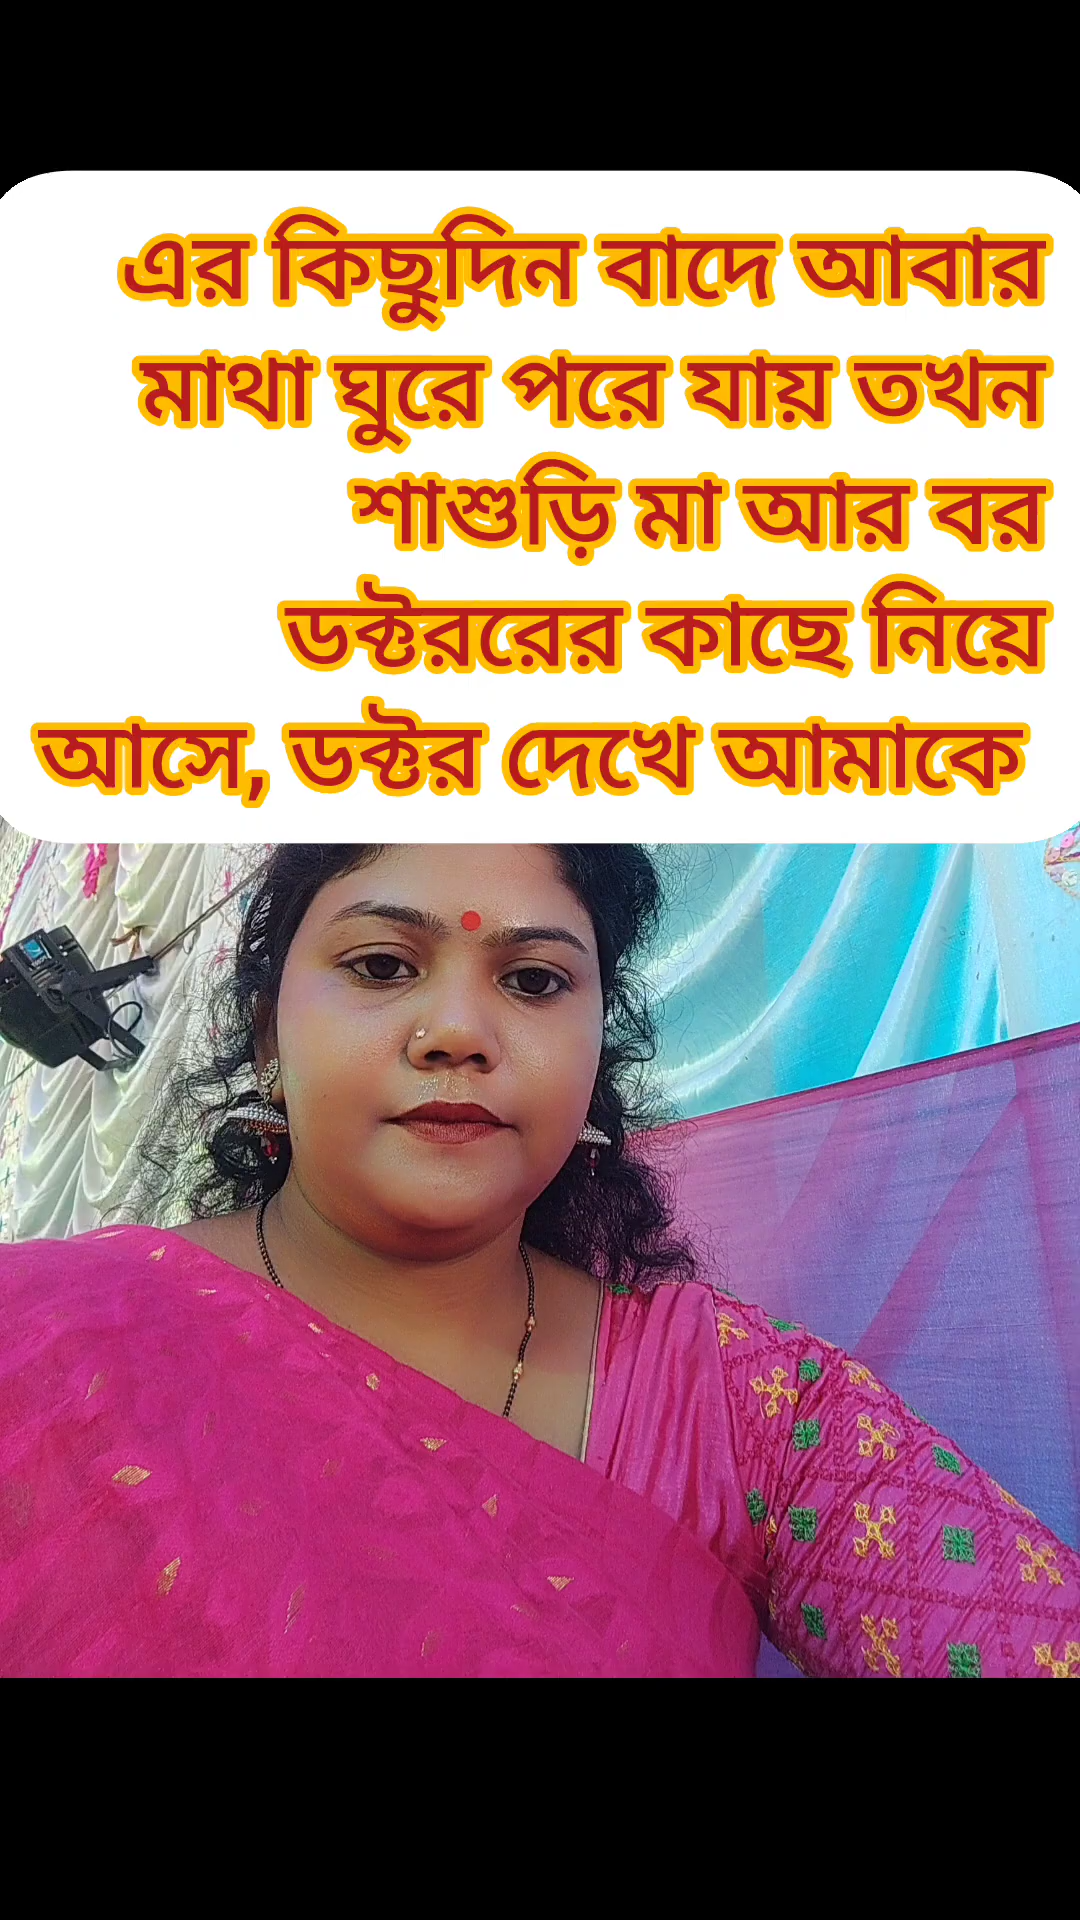 এর কিছুদিন বাদে আবার
মাথা ঘুরে পরে যায় তখন
শাশুড়ি মা আর বর
ডক্টররের কাছে নিয়ে
আসে, ডক্টর দেখে আমাকে